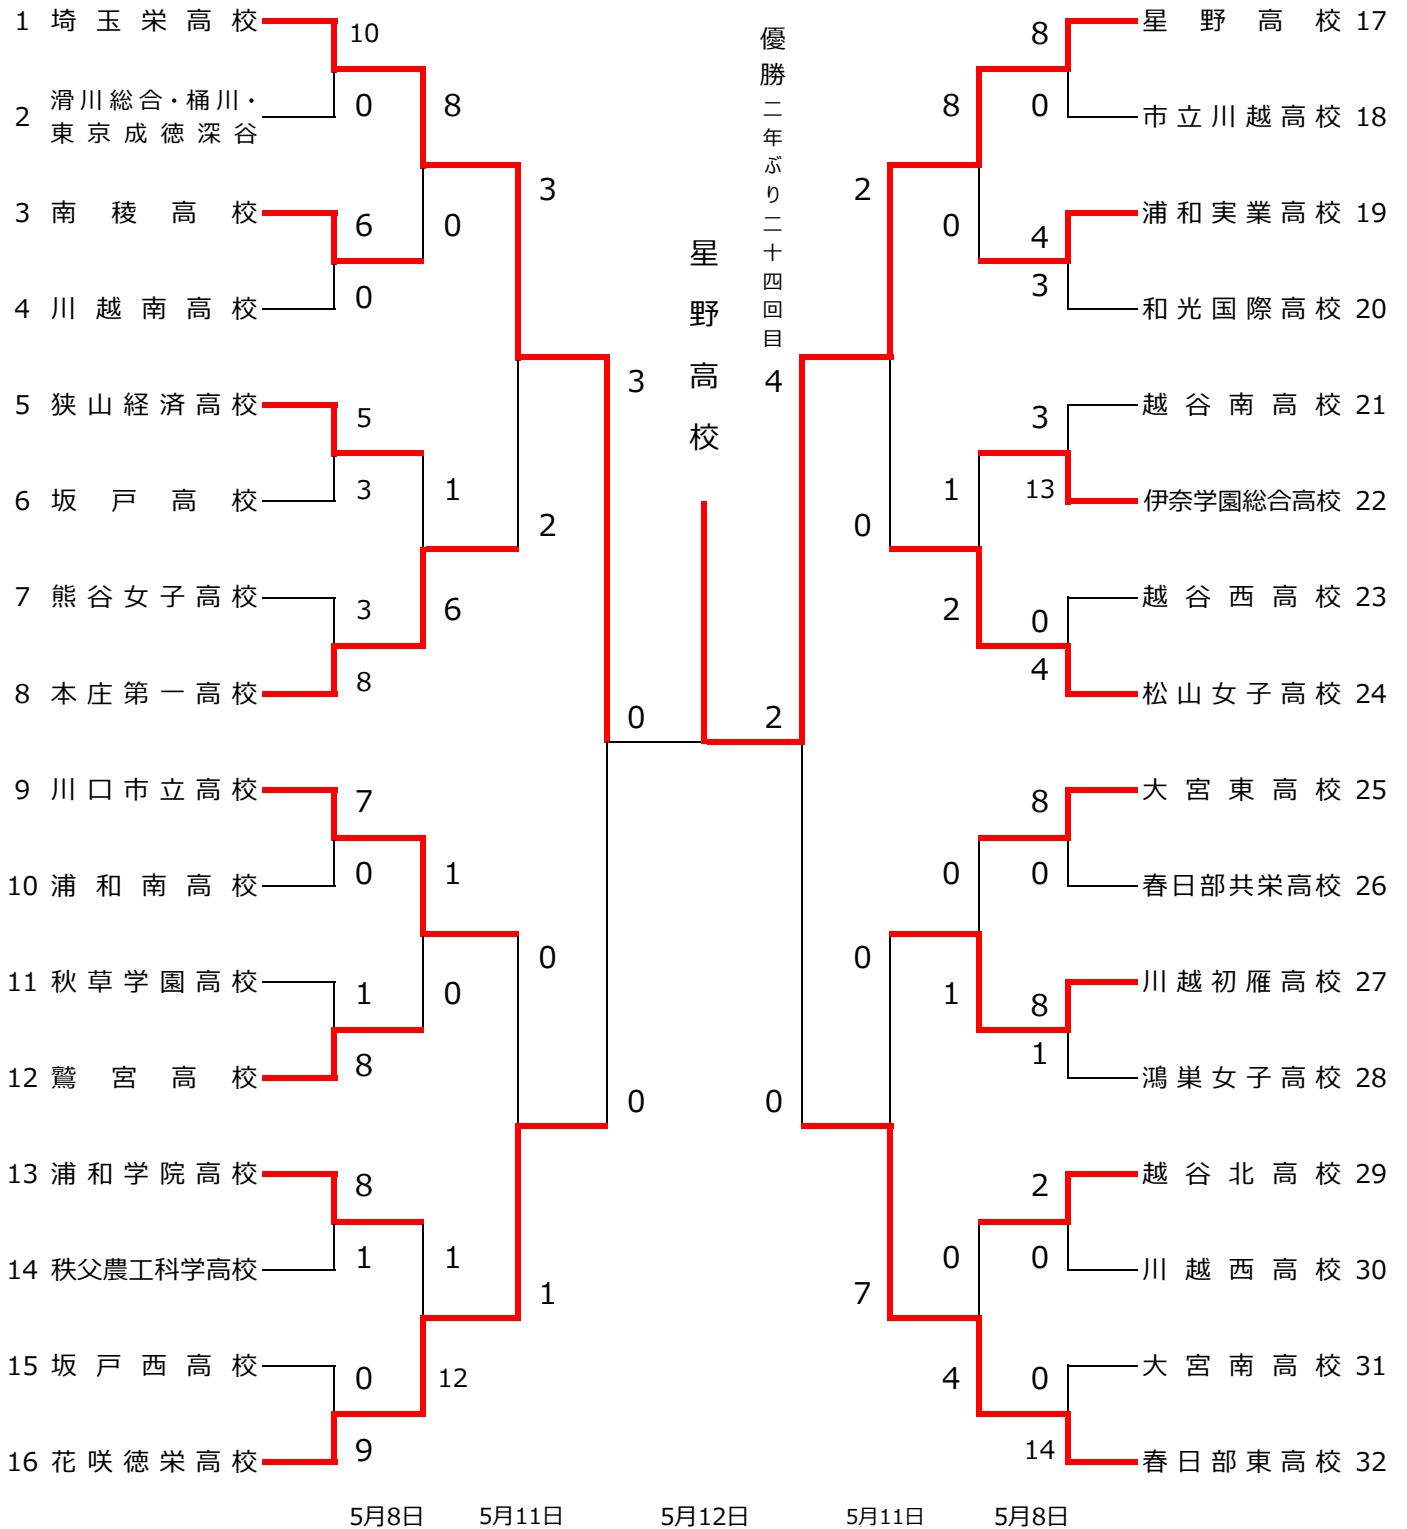 1 埼玉栄高校
2 滑川総合・桶川・
東京成徳深谷
3 南稜高校
4 川越南高校
5 狭山経済高校
6 坂戸高校
7 熊谷女子高校
8 本庄第一高校
9 川口市立高校
10 浦和南高校
11 秋草学園高校
12 鷲宮高校
13 浦和学院高校
14 秩父農工科学高校
15 坂戸西高校
16 花咲徳栄高校
10
0
6
0
5
3
3
8
7
0
1
8
8
1
0
9
8
0
1
6
1
0
1
12
3
2
0
1
3
0
0
星野高校
優勝 二年ぶり二十四回目
4
2
0
2
0
0
7
8
0
1
2
0
1
0
4
8
0
4
3
3
13
0
4
8
0
8
1
2
0
0
14
星野高校 17
市立川越高校 18
浦和実業高校 19
和光国際高校 20
越谷南高校 21
伊奈学園総合高校 22
越谷西高校 23
松山女子高校 24
大宮東高校 25
春日部共栄高校 26
川越初雁高校 27
鴻巣女子高校 28
越谷北高校 29
川越西高校 30
大宮南高校 31
春日部東高校 32
5月8日 5月11日 5月12日 5月11日 5月8日